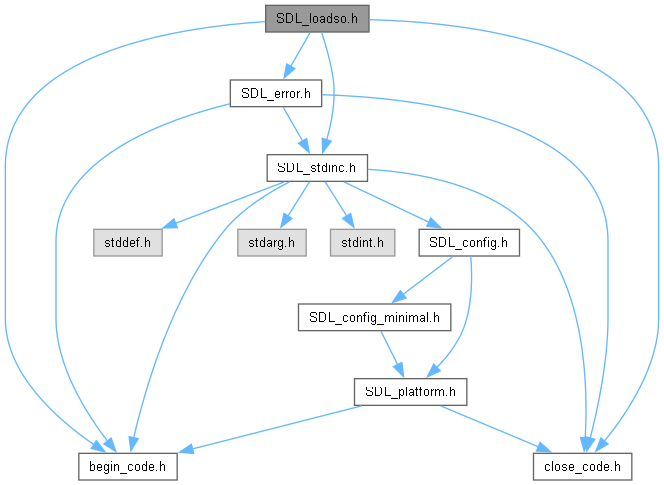 SDL_loadso.h
SDL_error.h
SDL_stdinc.h
stddef.h
stdarg.h
stdint.h
SDL_config.h
SDL_config_minimal.h
SDL_platform.h
begin_code.h
close_code.h